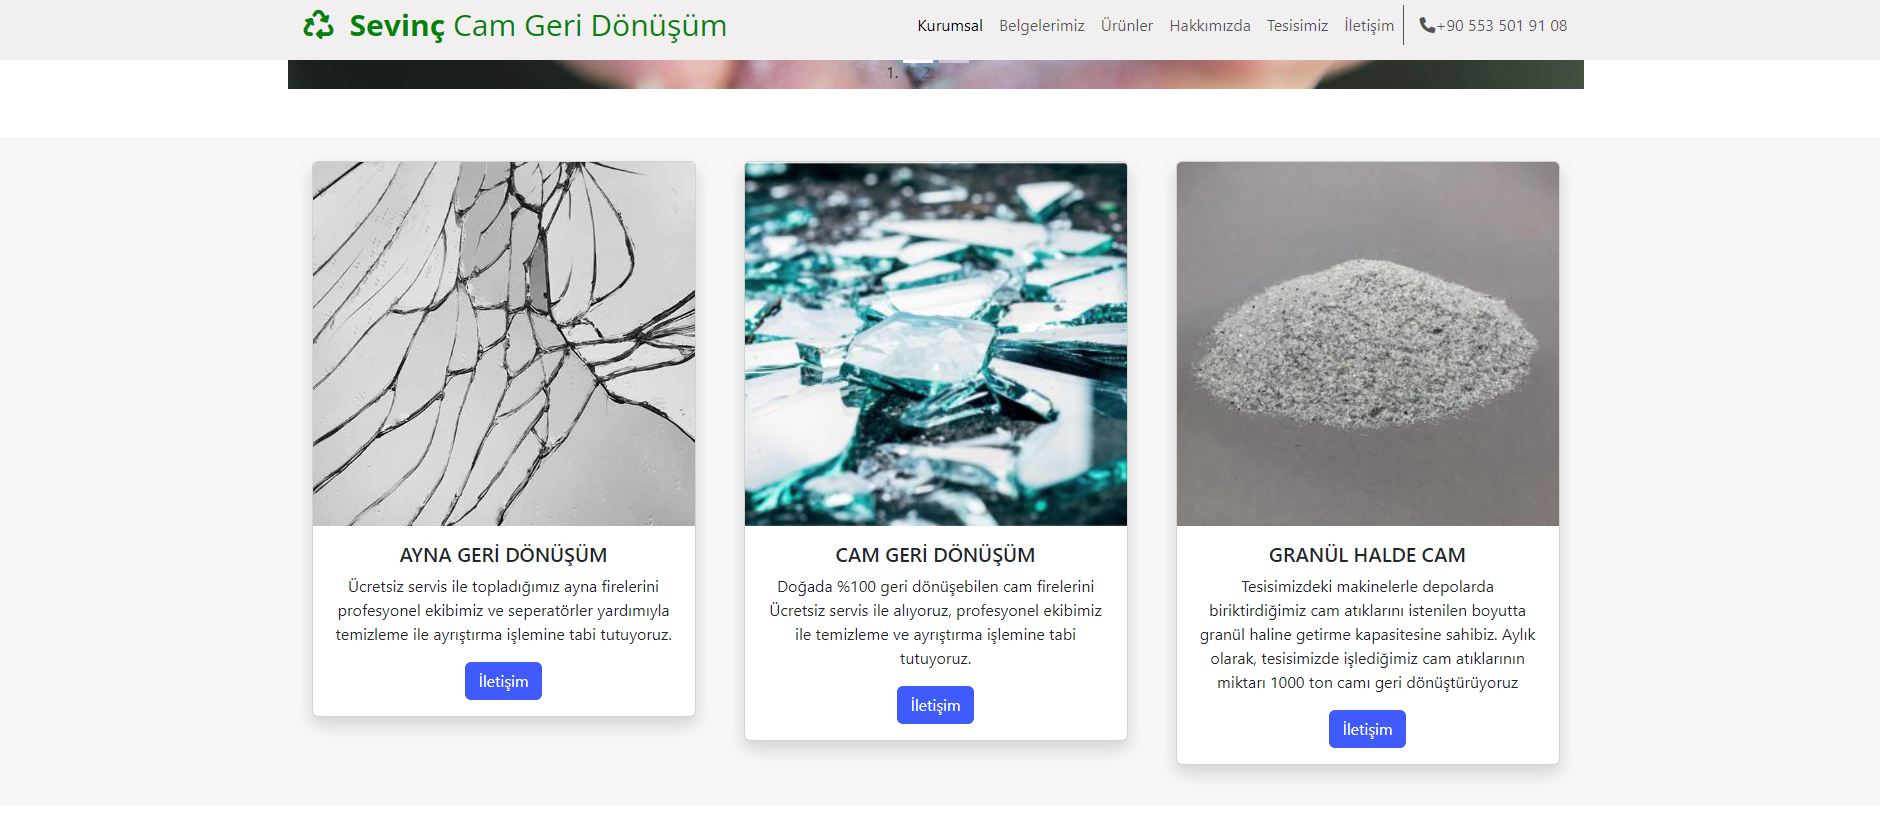 Sevinç Cam Geri Dönüşüm
Kurumsal Belgelerimiz Ürünler Hakkımızda Tesisimiz İletişim +90 553 501 91 08
1. 2.
AYNA GERİ DÖNÜŞÜM
Ücretsiz servis ile topladığımız ayna firelerini
profesyonel ekibimiz ve seperatörler yardımıyla
temizleme ile ayrıştırma işlemine tabi tutuyoruz.
İletişim
CAM GERİ DÖNÜŞÜM
Doğada %100 geri dönüşebilen cam firelerini
Ücretsiz servis ile alıyoruz, profesyonel ekibimiz
ile temizleme ve ayrıştırma işlemine tabi
tutuyoruz.
İletişim
GRANÜL HALDE CAM
Tesisimizdeki makinelerle depolarda
biriktirdiğimiz cam atıklarını istenilen boyutta
granül haline getirme kapasitesine sahibiz. Aylık
olarak, tesisimizde işlediğimiz cam atıklarının
miktarı 1000 ton camı geri dönüştürüyoruz
İletişim